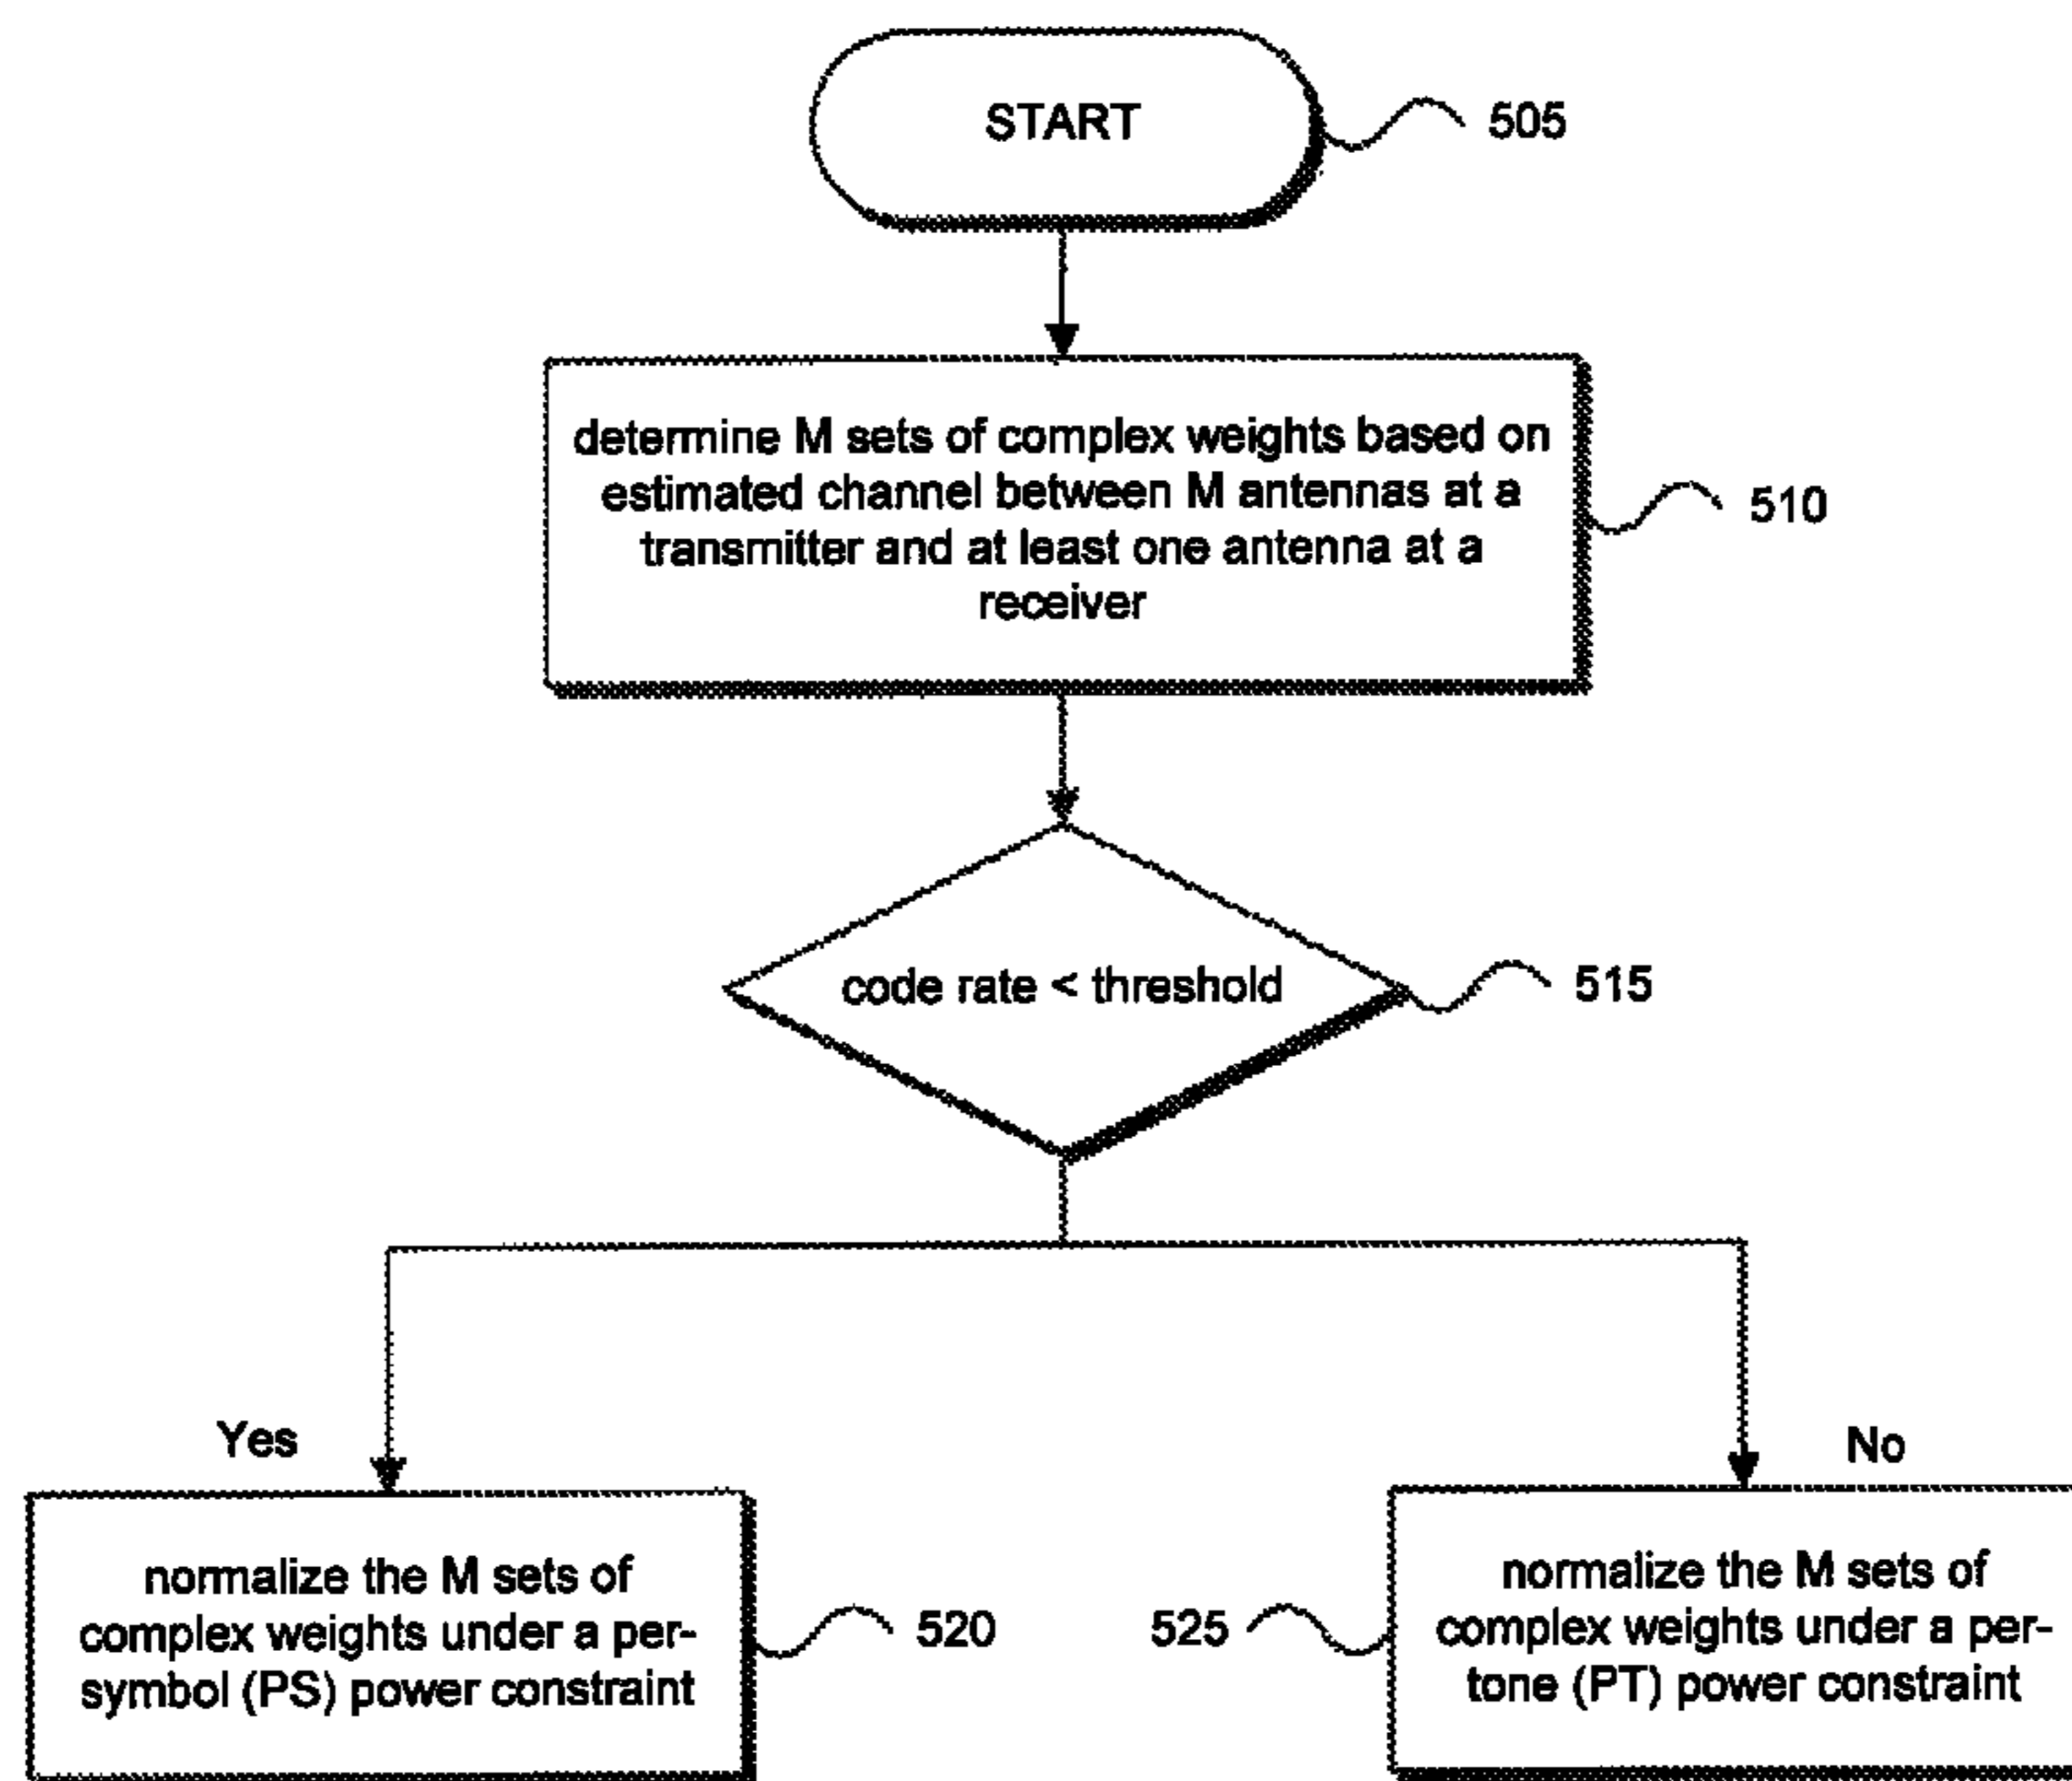 START
505
determine M sets of complex weights based on
estimated channel between M antennas at a
transmitter and at least one antenna at a
receiver
510
code rate < threshold
515
Yes
No
normalize the M sets of
complex weights under a per-
symbol (PS) power constraint
520
525
normalize the M sets of
complex weights under a per-
tone (PT) power constraint